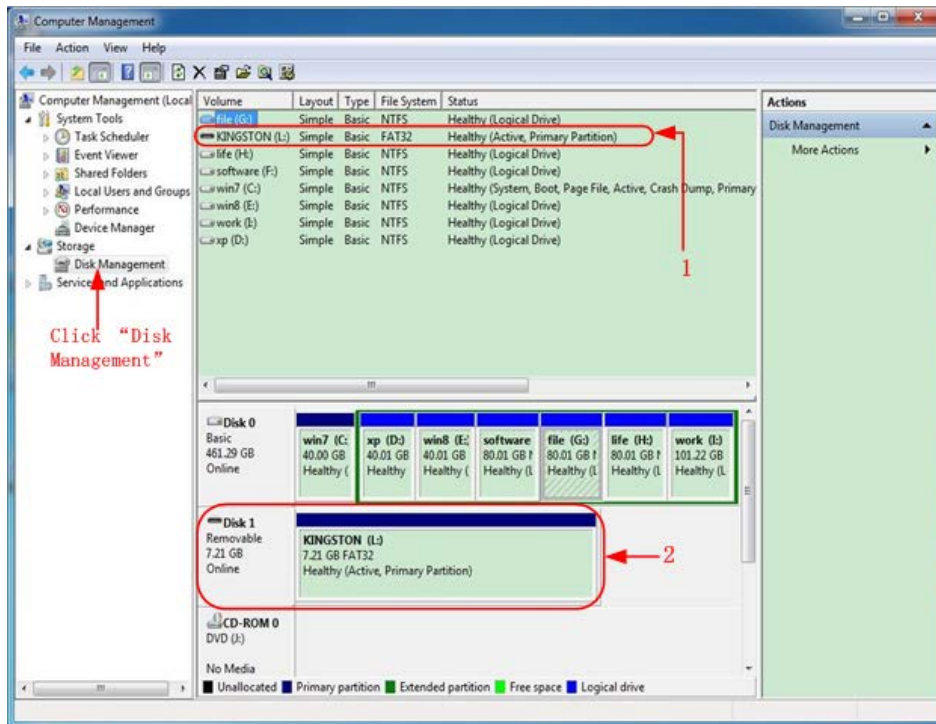 Computer Management
File Action View Help
Computer Management (Local
System Tools
Task Scheduler
Event Viewer
Shared Folders
Local Users and Groups
Performance
Device Manager
Storage
Disk Management
Services and Applications
Click “Disk
Management”
Volume Layout Type File System Status
file (G:) Simple Basic NTFS Healthy (Logical Drive)
KINGSTON (L:) Simple Basic FAT32 Healthy (Active, Primary Partition)
life (H:) Simple Basic NTFS Healthy (Logical Drive)
software (F:) Simple Basic NTFS Healthy (Logical Drive)
win7 (C:) Simple Basic NTFS Healthy (System, Boot, Page File, Active, Crash Dump, Primary
win8 (E:) Simple Basic NTFS Healthy (Logical Drive)
work (I:) Simple Basic NTFS Healthy (Logical Drive)
xp (D:) Simple Basic NTFS Healthy (Logical Drive)
1
Actions
Disk Management
More Actions
Disk 0
Basic
461.29 GB
Online
win7 (C: xp (D:) win8 (E: software file (G:) life (H:) work (I:)
40.00 GB 40.01 GB 40.01 GB 80.01 GB 80.01 GB 80.01 GB 101.22 GB
Healthy ( Healthy Healthy ( Healthy (L Healthy (L Healthy (L Healthy (L
Disk 1
Removable
7.21 GB
Online
KINGSTON (L:)
7.21 GB FAT32
Healthy (Active, Primary Partition)
2
CD-ROM 0
DVD (J:)
No Media
Unallocated Primary partition Extended partition Free space Logical drive